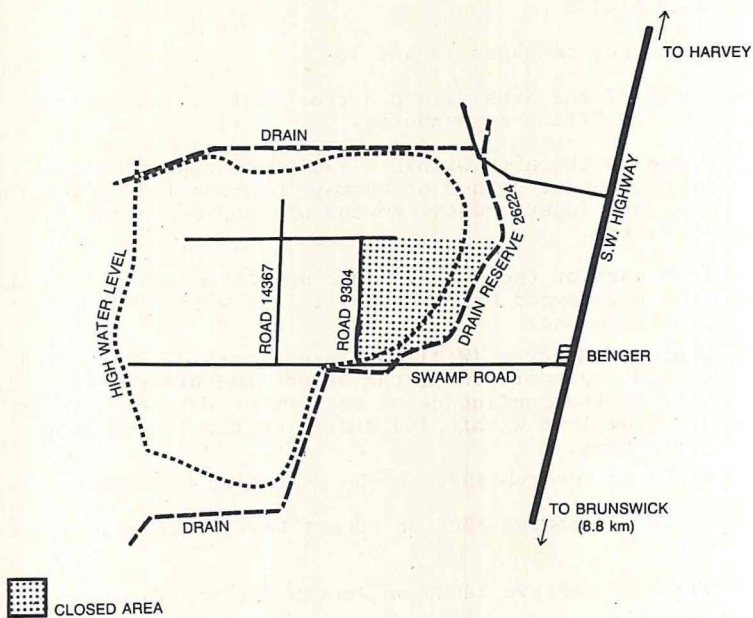 TO HARVEY
DRAIN
S.W. HIGHWAY
DRAIN RESERVE 26224
HIGH WATER LEVEL
ROAD 14367
ROAD 9304
BENGER
SWAMP ROAD
TO BRUNSWICK
(8.8 km)
DRAIN
CLOSED AREA